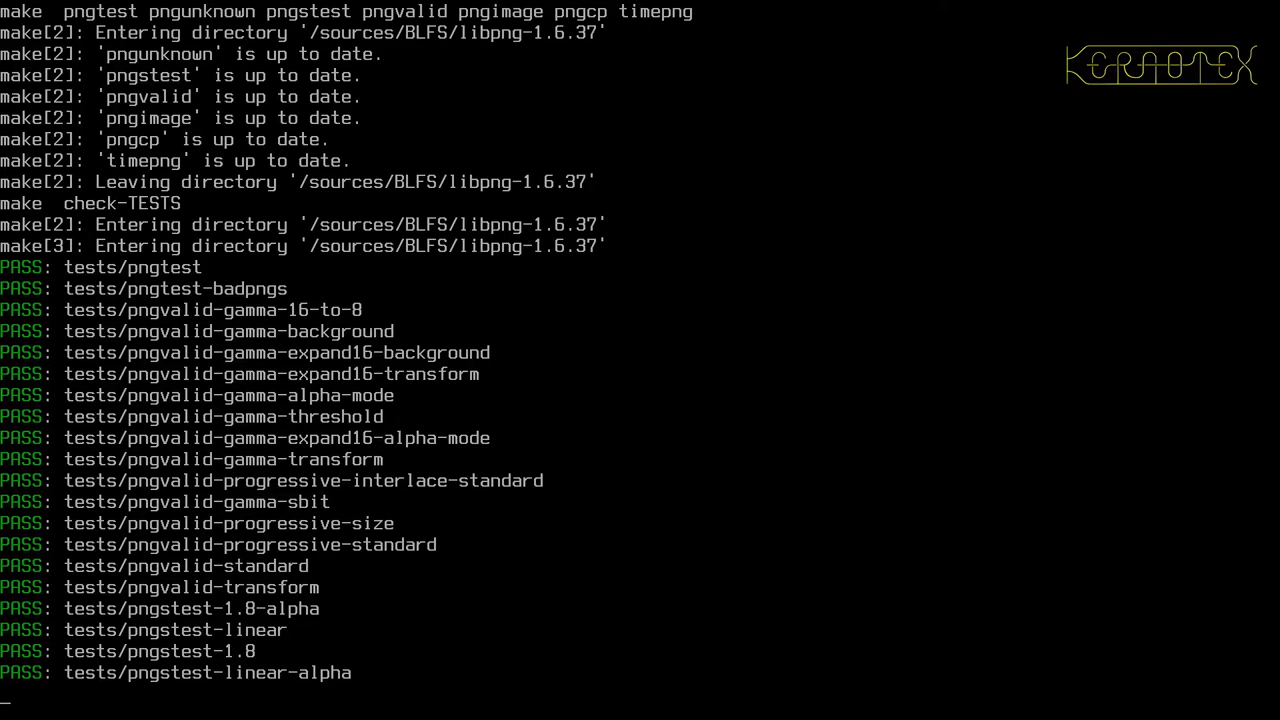 make  pngtest pngunknown pngstest pngvalid pngimage pngcp timepng
make[2]: Entering directory '/sources/BLFS/libpng-1.6.37'
make[2]: 'pngunknown' is up to date.
make[2]: 'pngstest' is up to date.
make[2]: 'pngvalid' is up to date.
make[2]: 'pngimage' is up to date.
make[2]: 'pngcp' is up to date.
make[2]: 'timepng' is up to date.
make[2]: Leaving directory '/sources/BLFS/libpng-1.6.37'
make  check-TESTS
make[2]: Entering directory '/sources/BLFS/libpng-1.6.37'
make[3]: Entering directory '/sources/BLFS/libpng-1.6.37'
PASS: tests/pngtest
PASS: tests/pngtest-badpngs
PASS: tests/pngvalid-gamma-16-to-8
PASS: tests/pngvalid-gamma-background
PASS: tests/pngvalid-gamma-expand16-background
PASS: tests/pngvalid-gamma-expand16-transform
PASS: tests/pngvalid-gamma-alpha-mode
PASS: tests/pngvalid-gamma-threshold
PASS: tests/pngvalid-gamma-expand16-alpha-mode
PASS: tests/pngvalid-gamma-transform
PASS: tests/pngvalid-progressive-interlace-standard
PASS: tests/pngvalid-gamma-sbit
PASS: tests/pngvalid-progressive-size
PASS: tests/pngvalid-progressive-standard
PASS: tests/pngvalid-standard
PASS: tests/pngvalid-transform
PASS: tests/pngstest-1.8-alpha
PASS: tests/pngstest-linear
PASS: tests/pngstest-1.8
PASS: tests/pngstest-linear-alpha